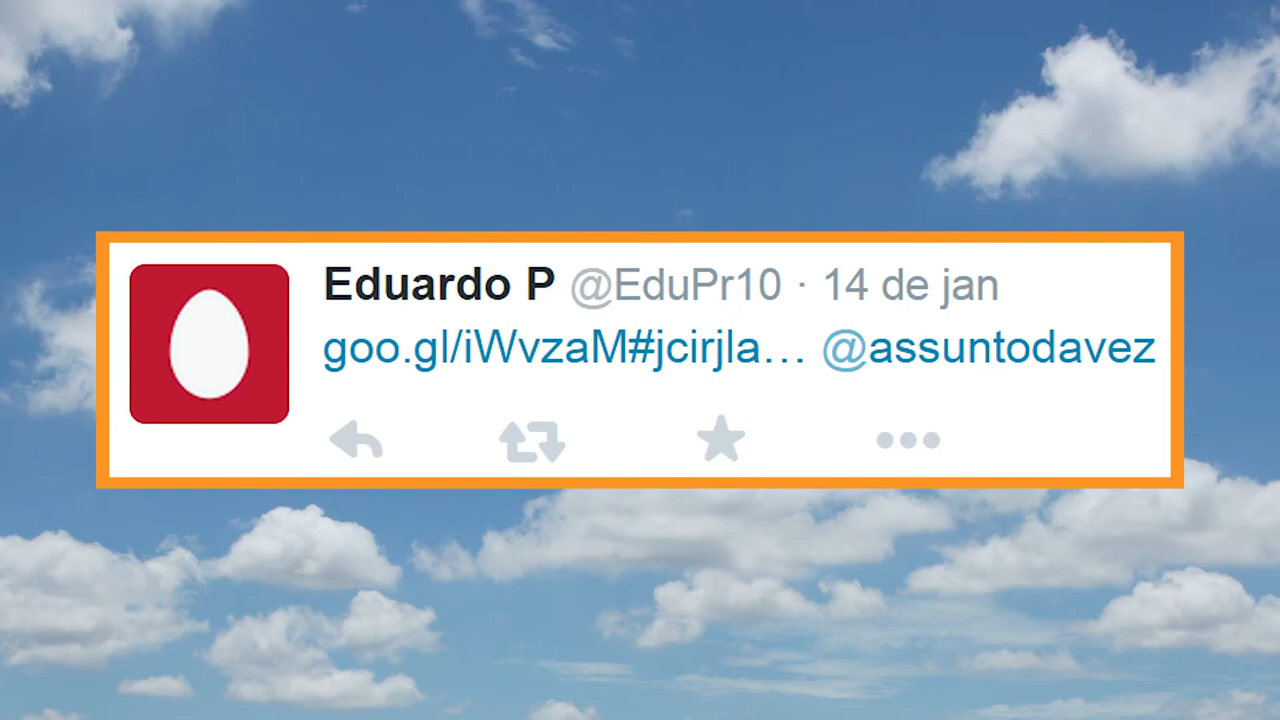 Eduardo P @EduPr10 · 14 de jan
goo.gl/iWvzaM#jcirjla… @assuntodavez